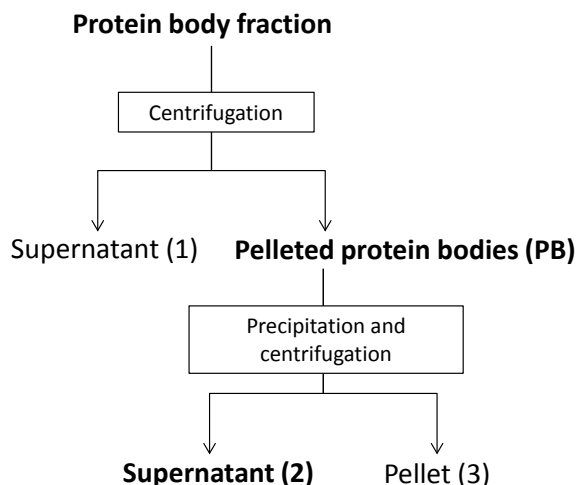 Protein body fraction
Centrifugation
Supernatant (1)
Pelleted protein bodies (PB)
Precipitation and
centrifugation
Supernatant (2)
Pellet (3)